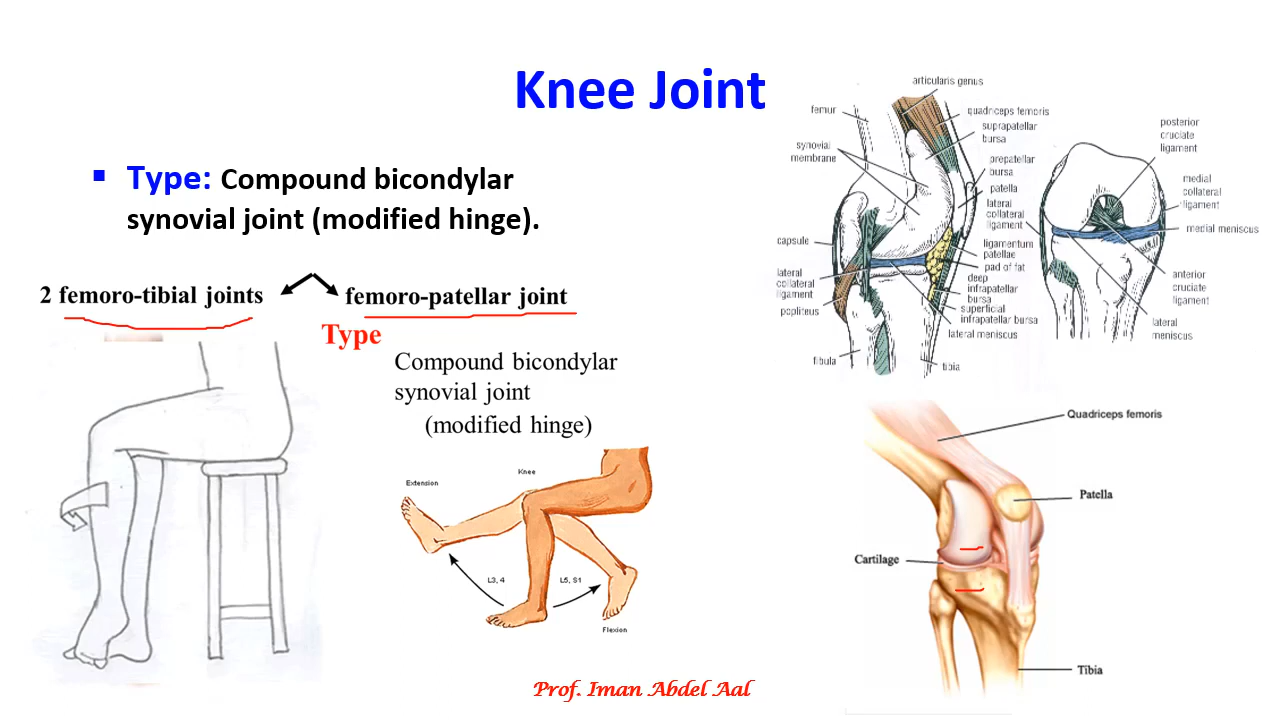 Knee Joint
Type: Compound bicondylar
synovial joint (modified hinge).
2 femoro-tibial joints
femoro-patellar joint
Type
Compound bicondylar
synovial joint
(modified hinge)
Knee
Extension
L3, 4
L5, S1
Flexion
articularis genus
femur
quadriceps femoris
suprapatellar
bursa
synovial
membrane
prepatellar
bursa
patella
lateral
collateral
ligament
capsule
ligamentum
patellae
pad of fat
lateral
collateral
ligament
deep
infrapatellar
bursa
popliteus
superficial
infrapatellar bursa
lateral meniscus
fibula
tibia
posterior
cruciate
ligament
medial
collateral
ligament
medial meniscus
anterior
cruciate
ligament
lateral
meniscus
Quadriceps femoris
Patella
Cartilage
Tibia
Prof. Iman Abdel Aal